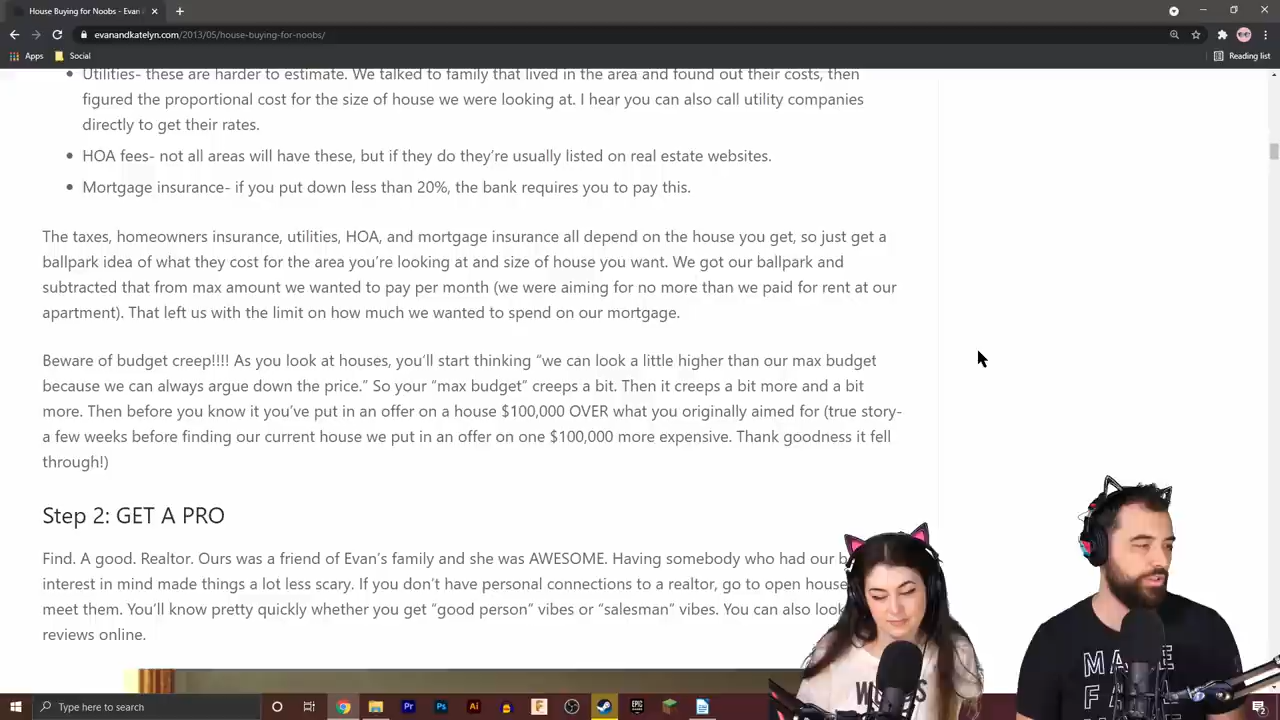 House Buying for Noobs - Evan
evanandkatelyn.com/2013/05/house-buying-for-noobs/
Apps
Social
Reading list
Utilities- these are harder to estimate. We talked to family that lived in the area and found out their costs, then
figured the proportional cost for the size of house we were looking at. I hear you can also call utility companies
directly to get their rates.
HOA fees- not all areas will have these, but if they do they're usually listed on real estate websites.
Mortgage insurance- if you put down less than 20%, the bank requires you to pay this.
The taxes, homeowners insurance, utilities, HOA, and mortgage insurance all depend on the house you get, so just get a
ballpark idea of what they cost for the area you're looking at and size of house you want. We got our ballpark and
subtracted that from max amount we wanted to pay per month (we were aiming for no more than we paid for rent at our
apartment). That left us with the limit on how much we wanted to spend on our mortgage.
Beware of budget creep!!!! As you look at houses, you'll start thinking “we can look a little higher than our max budget
because we can always argue down the price.” So your “max budget” creeps a bit. Then it creeps a bit more and a bit
more. Then before you know it you've put in an offer on a house $100,000 OVER what you originally aimed for (true story-
a few weeks before finding our current house we put in an offer on one $100,000 more expensive. Thank goodness it fell
through!)
Step 2: GET A PRO
Find. A good. Realtor. Ours was a friend of Evan's family and she was AWESOME. Having somebody who had our b
interest in mind made things a lot less scary. If you don't have personal connections to a realtor, go to open house
meet them. You'll know pretty quickly whether you get “good person” vibes or “salesman” vibes. You can also look
reviews online.
Type here to search